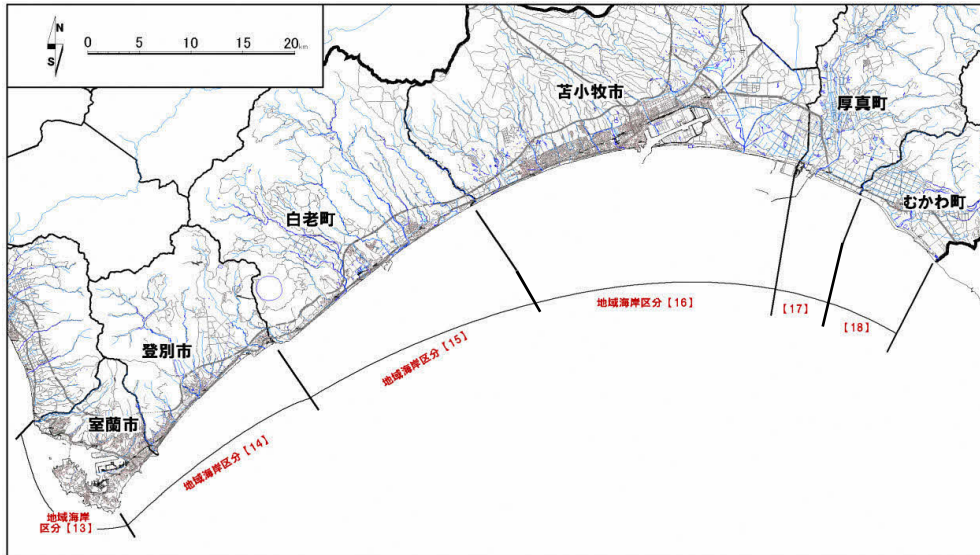 N
S
0 5 10 15 20 km
苫小牧市
厚真町
むかわ町
白老町
登別市
室蘭市
地域海岸区分【16】
【17】
【18】
地域海岸区分【15】
地域海岸区分【14】
地域海岸
区分【13】